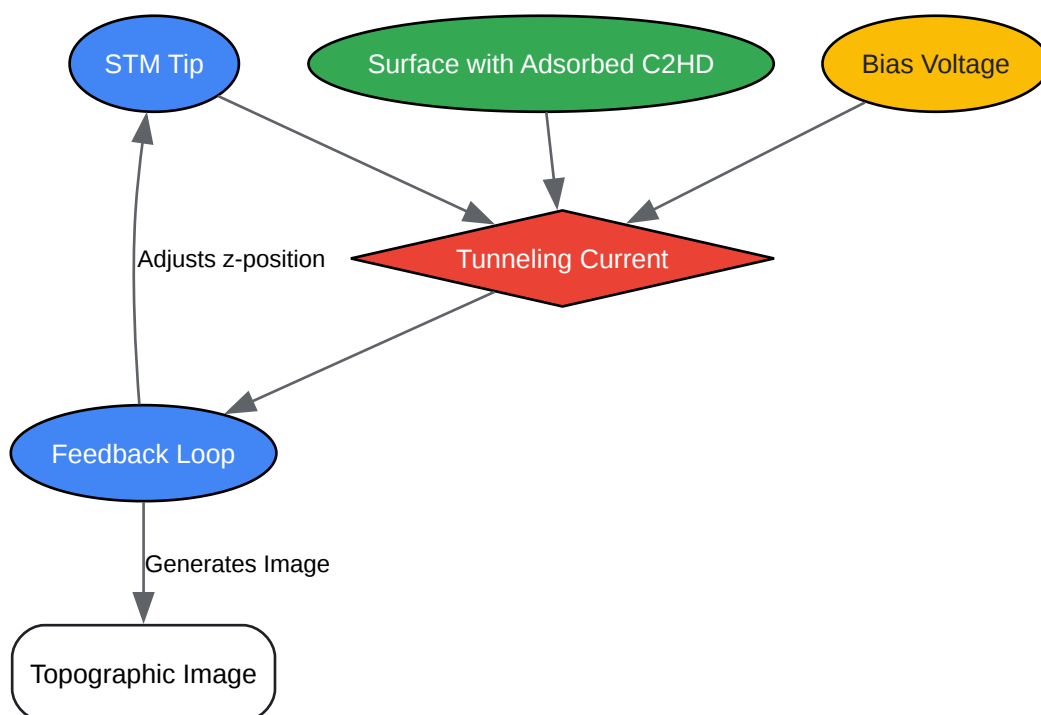 STM Tip
Surface with Adsorbed C2HD
Bias Voltage
Adjusts z-position
Tunneling Current
Feedback Loop
Generates Image
Topographic Image